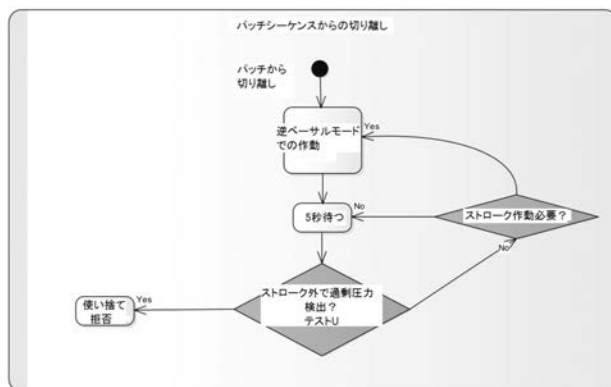 パッチシーケンスからの切り離し
パッチから
切り離し
逆ベーサルモード
での作動
Yes
5秒待つ
No
ストローク作動必要？
ストローク外で過剰圧力
検出？
テストU
No
Yes
使い捨て
拒否